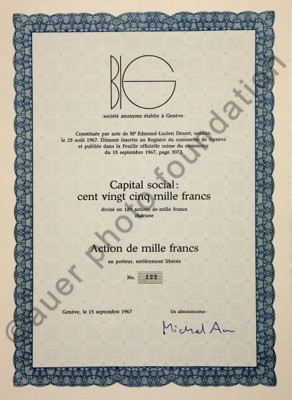 BIG
société anonyme établie à Genève
Constituée par acte de Me Edmond-Lucien Desert, notaire,
le 25 août 1967. Dûment inscrite au Registre du commerce de Genève
et publiée dans la Feuille officielle suisse du commerce
du 15 septembre 1967, page 3073
Capital social:
cent vingt cinq mille francs
divisé en 125 actions de mille francs
chacune
Action de mille francs
au porteur, entièrement libérée
No. 122
Genève, le 15 septembre 1967 Un administrateur:
Michel
© auer photo foundation